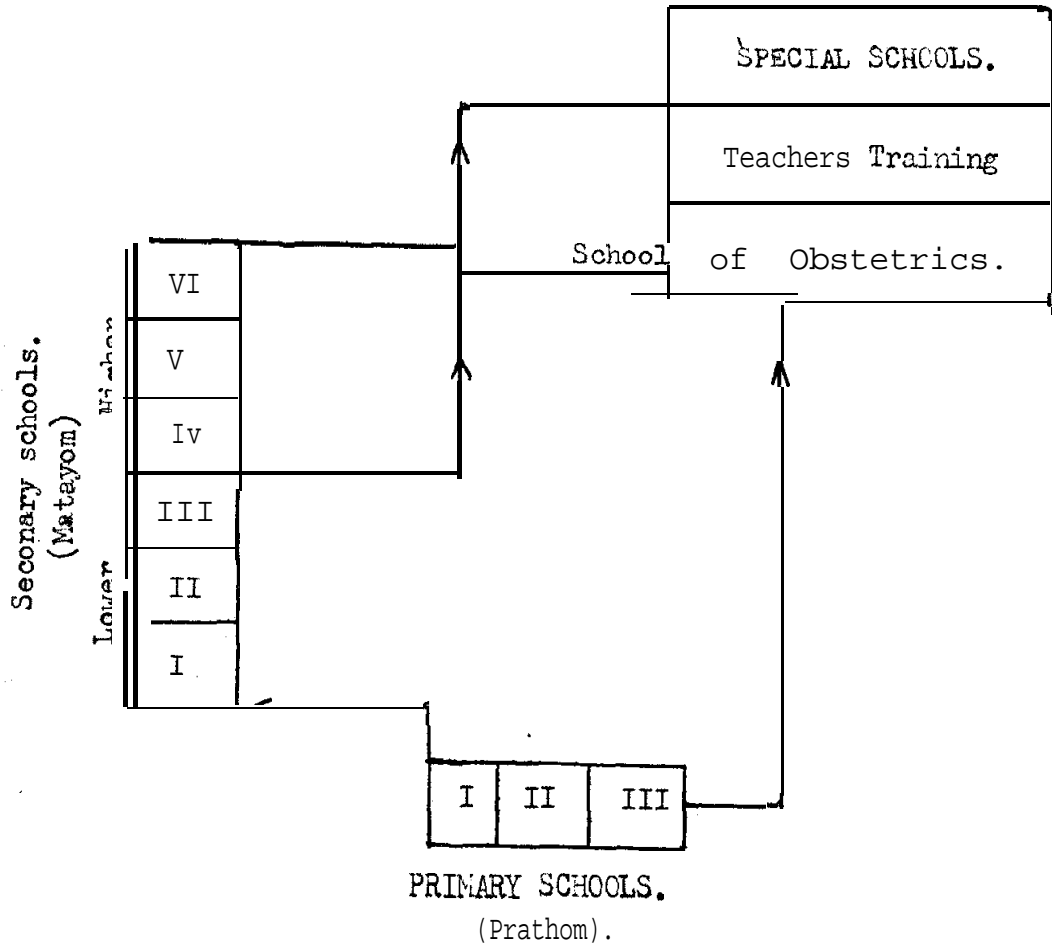 SPECIAL SCHOOLS.
Teachers Training
School of Obstetrics.
VI
V
Iv
III
II
I
Seconary schools.
(Matayom)
Lower
I II III
PRIMARY SCHOOLS.
(Prathom).